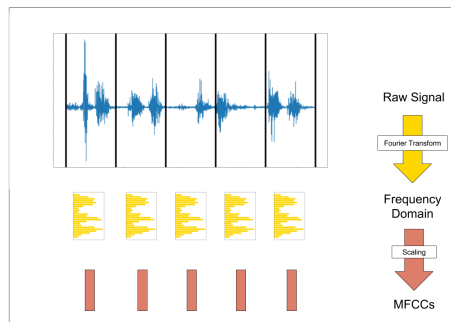 Raw Signal
Fourier Transform
Frequency
Domain
Scaling
MFCCs